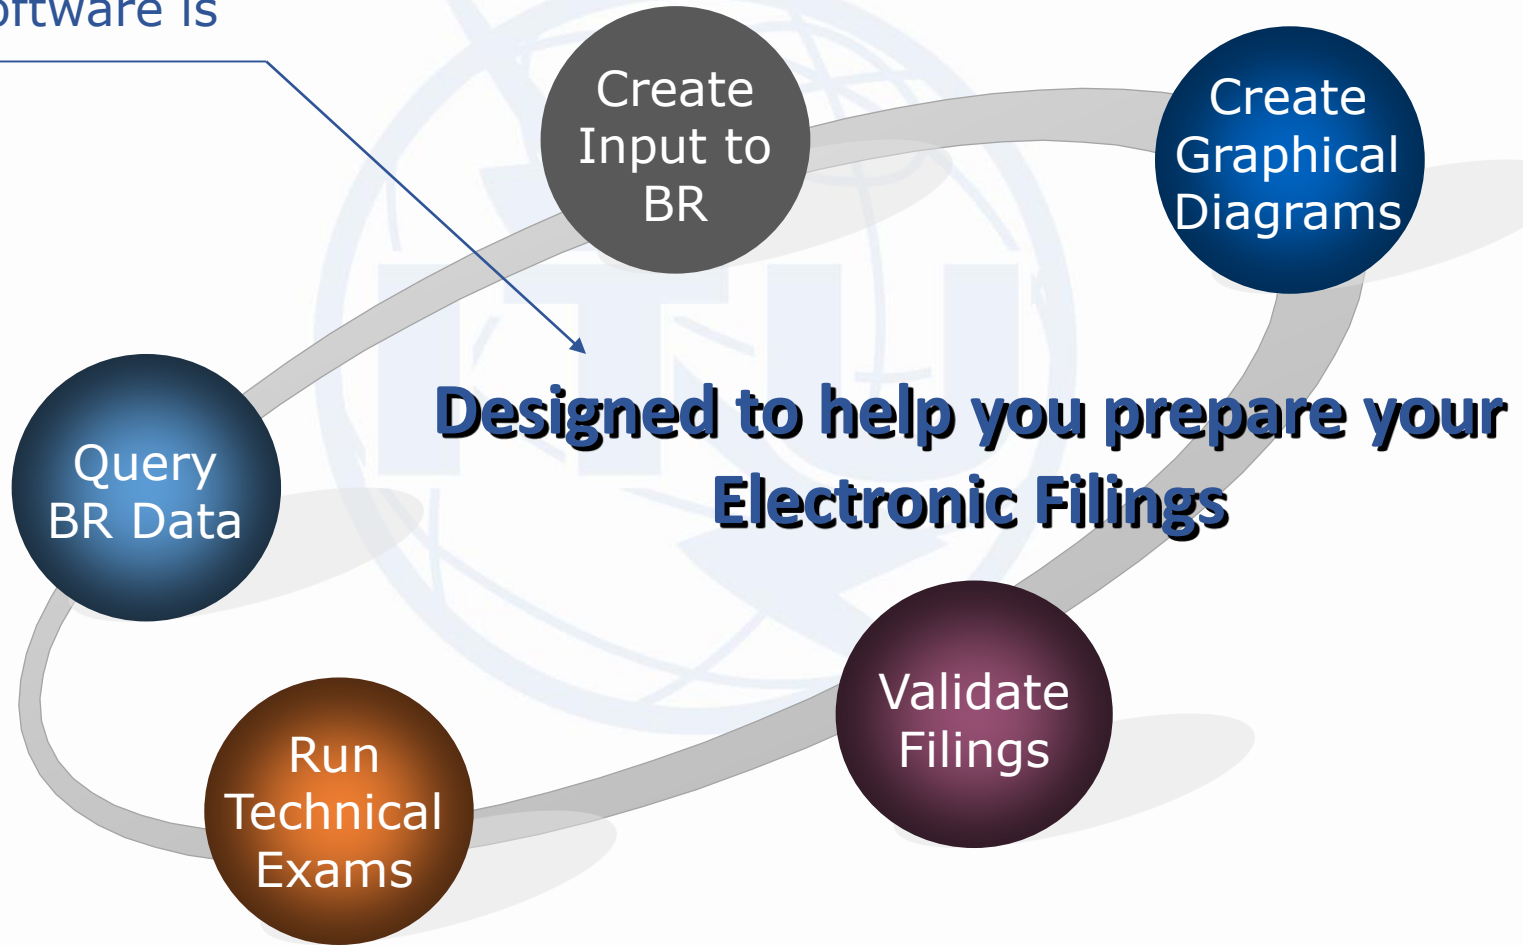 oftware is
Create
Input to
BR
Create
Graphical
Diagrams
ITU
Designed to help you prepare your
Electronic Filings
Query
BR Data
Validate
Filings
Run
Technical
Exams